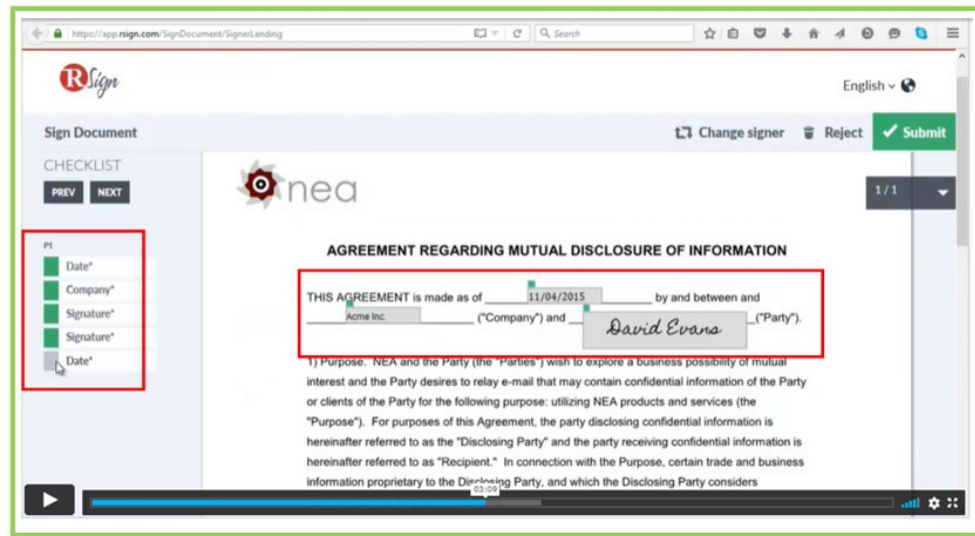 https://app.rsign.com/SignDocument/SignerLanding
Search
RSign
English
Sign Document
Change signer
Reject
Submit
CHECKLIST
PREV
NEXT
1 / 1
nea
P1
Date*
Company*
Signature*
Signature*
Date*
AGREEMENT REGARDING MUTUAL DISCLOSURE OF INFORMATION
THIS AGREEMENT is made as of 11/04/2015 by and between and
Acme Inc. ("Company") and David Evans ("Party").
1) Purpose. NEA and the Party (the "Parties") wish to explore a business possibility of mutual
interest and the Party desires to relay e-mail that may contain confidential information of the Party
or clients of the Party for the following purpose: utilizing NEA products and services (the
"Purpose"). For purposes of this Agreement, the party disclosing confidential information is
hereinafter referred to as the "Disclosing Party" and the party receiving confidential information is
hereinafter referred to as "Recipient." In connection with the Purpose, certain trade and business
information proprietary to the Disclosing Party, and which the Disclosing Party considers
03:09